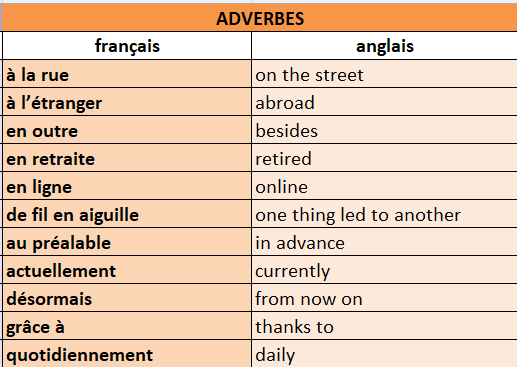 ADVERBES
français anglais
à la rue on the street
à l’étranger abroad
en outre besides
en retraite retired
en ligne online
de fil en aiguille one thing led to another
au préalable in advance
actuellement currently
désormais from now on
grâce à thanks to
quotidiennement daily